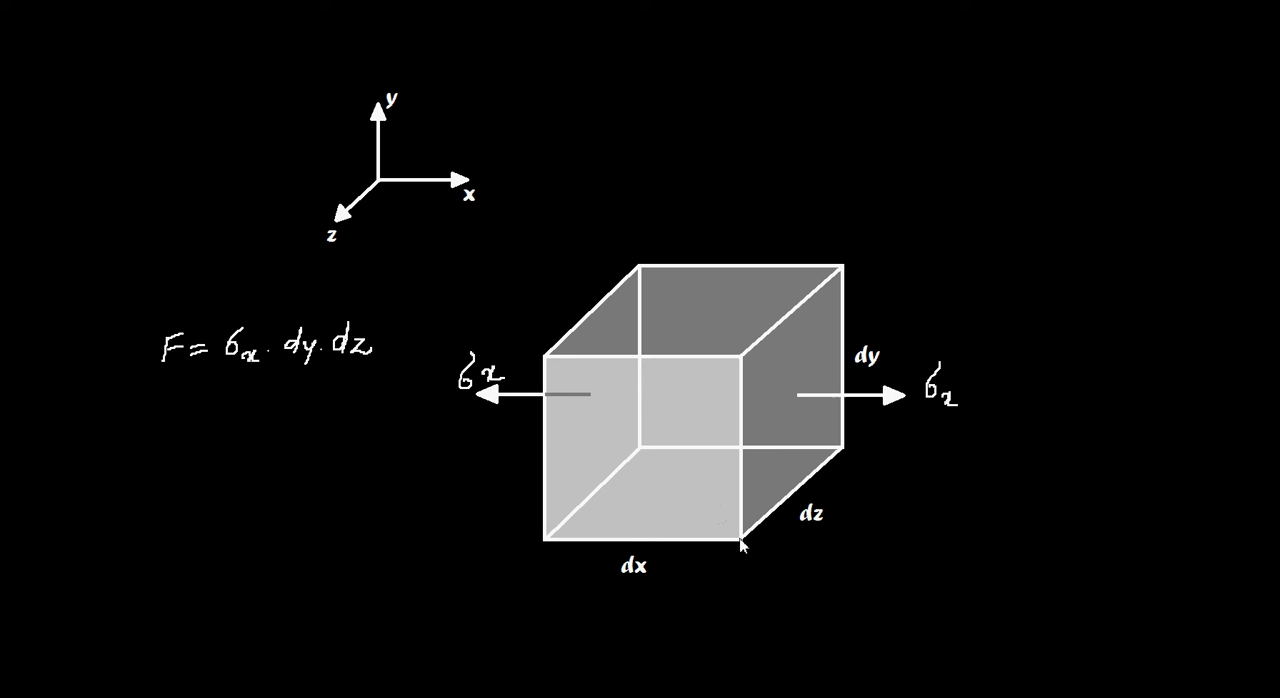 y
x
z
F = σx · dy · dz
σx
dy
σx
dz
dx